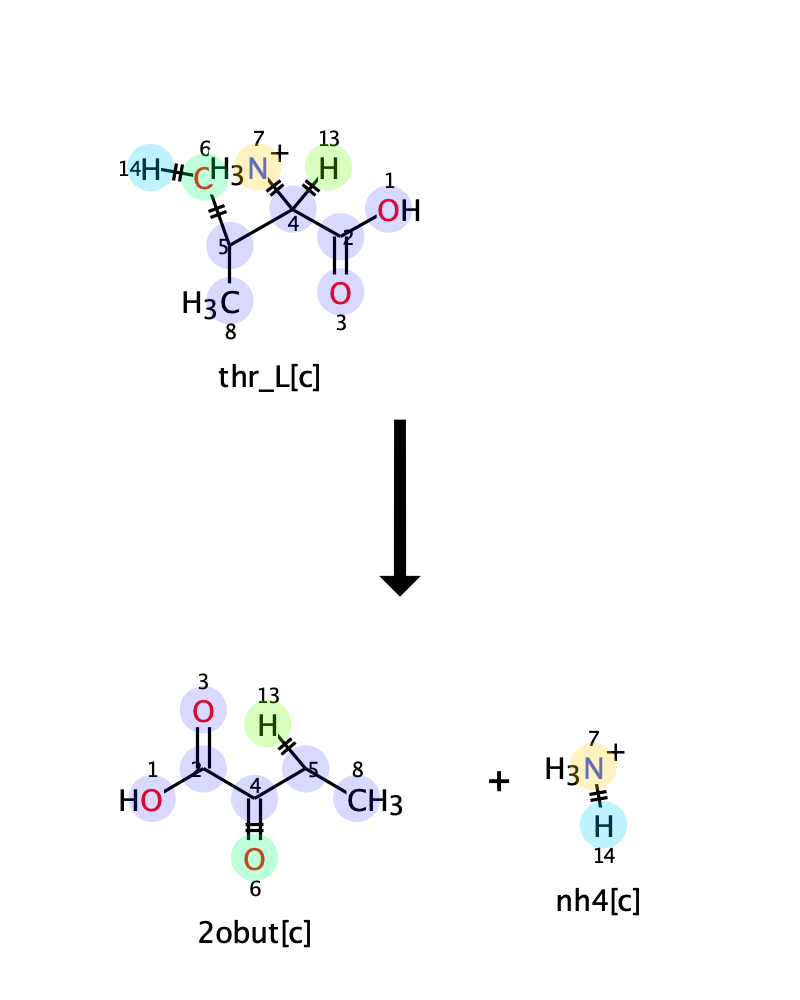 6 7 + 13
14 H C H3 N H 1
OH
4 2
5
H3C O
8 3
thr_L[c]
3 13
O H 7
+
1 2 4 5 8 H3N
HO CH3 + H
O 14
6 nh4[c]
2obut[c]